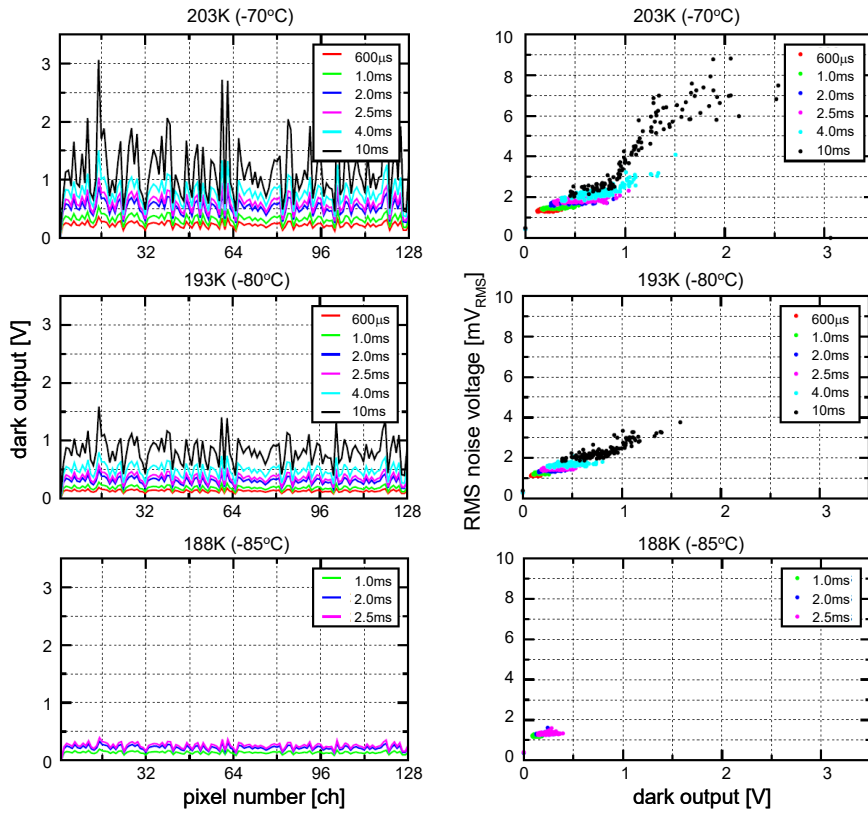 203K (-70°C)
3
2
1
0
32
64
96
128
600μs
1.0ms
2.0ms
2.5ms
4.0ms
10ms
203K (-70°C)
10
8
6
4
2
0
0
1
2
3
600μs
1.0ms
2.0ms
2.5ms
4.0ms
10ms
193K (-80°C)
dark output [V]
3
2
1
0
32
64
96
128
600μs
1.0ms
2.0ms
2.5ms
4.0ms
10ms
193K (-80°C)
RMS noise voltage [mVRMS]
10
8
6
4
2
0
0
1
2
3
600μs
1.0ms
2.0ms
2.5ms
4.0ms
10ms
188K (-85°C)
3
2
1
0
32
64
96
128
1.0ms
2.0ms
2.5ms
pixel number [ch]
188K (-85°C)
10
8
6
4
2
0
0
1
2
3
1.0ms
2.0ms
2.5ms
dark output [V]